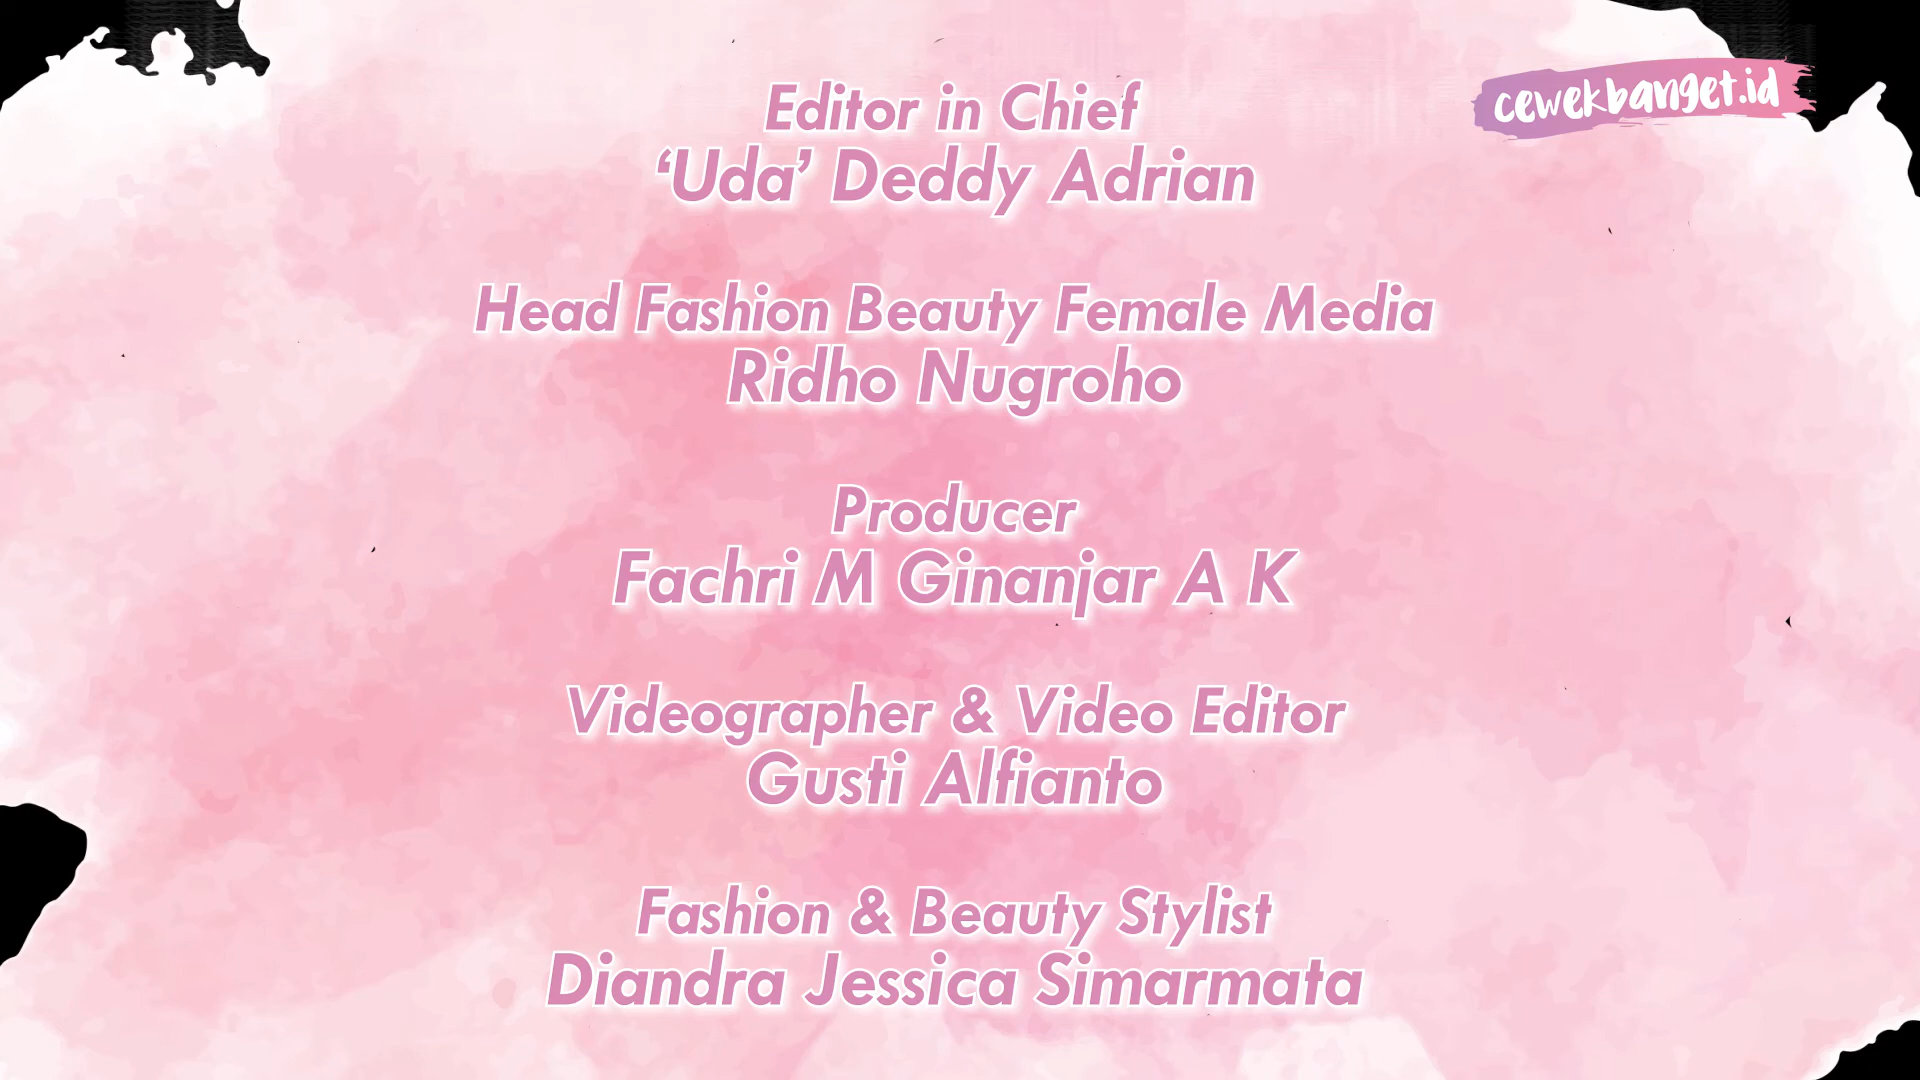 cewekbanget.id
Editor in Chief
‘Uda’ Deddy Adrian
Head Fashion Beauty Female Media
Ridho Nugroho
Producer
Fachri M Ginanjar A K
Videographer & Video Editor
Gusti Alfianto
Fashion & Beauty Stylist
Diandra Jessica Simarmata